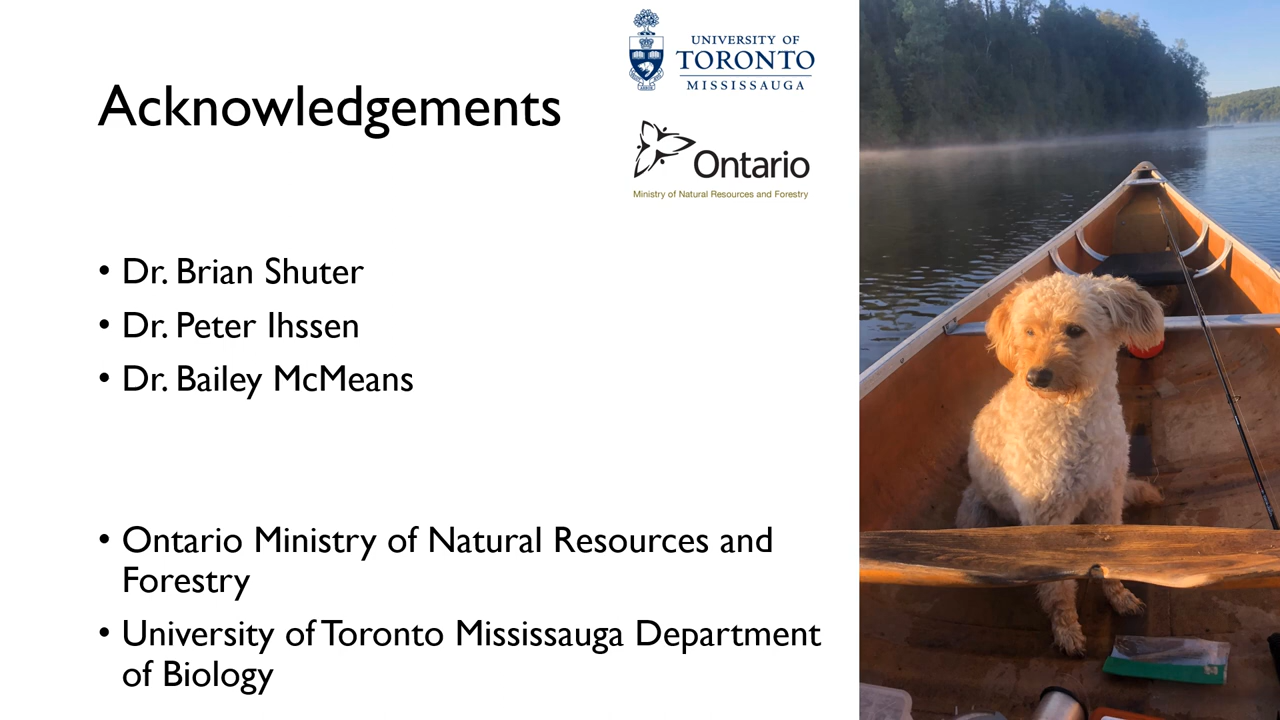 Acknowledgements
UNIVERSITY OF
TORONTO
MISSISSAUGA
Ontario
Ministry of Natural Resources and Forestry
• Dr. Brian Shuter
• Dr. Peter Ihssen
• Dr. Bailey McMeans
• Ontario Ministry of Natural Resources and
Forestry
• University of Toronto Mississauga Department
of Biology